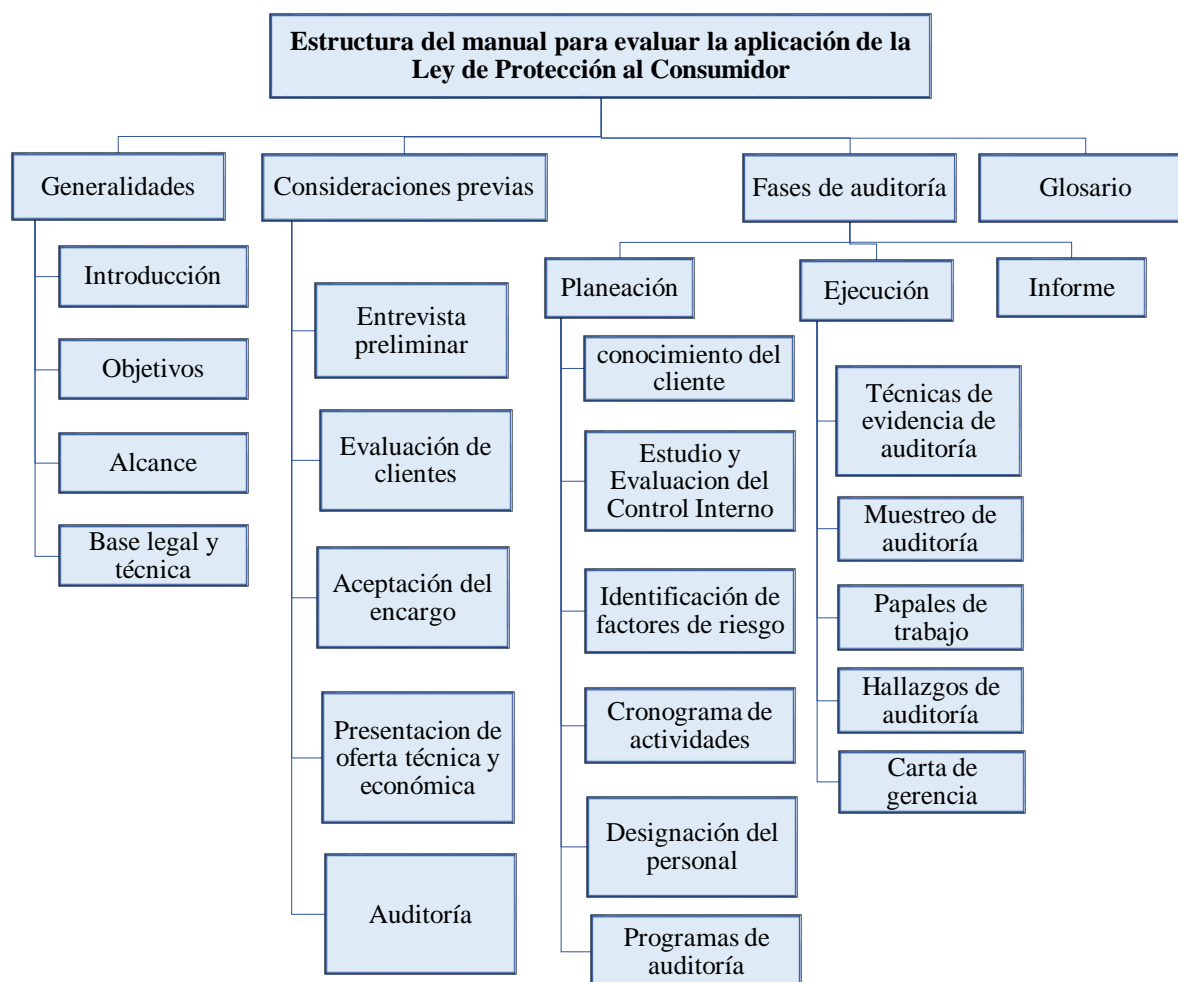 Estructura del manual para evaluar la aplicación de la
Ley de Protección al Consumidor
Generalidades
Consideraciones previas
Fases de auditoría
Glosario
Introducción
Objetivos
Alcance
Base legal y
técnica
Entrevista
preliminar
Evaluación de
clientes
Aceptación del
encargo
Presentacion de
oferta técnica y
económica
Auditoría
Planeación
conocimiento del
cliente
Estudio y
Evaluacion del
Control Interno
Identificación de
factores de riesgo
Cronograma de
actividades
Designación del
personal
Programas de
auditoría
Ejecución
Técnicas de
evidencia de
auditoría
Muestreo de
auditoría
Papales de
trabajo
Hallazgos de
auditoría
Carta de
gerencia
Informe